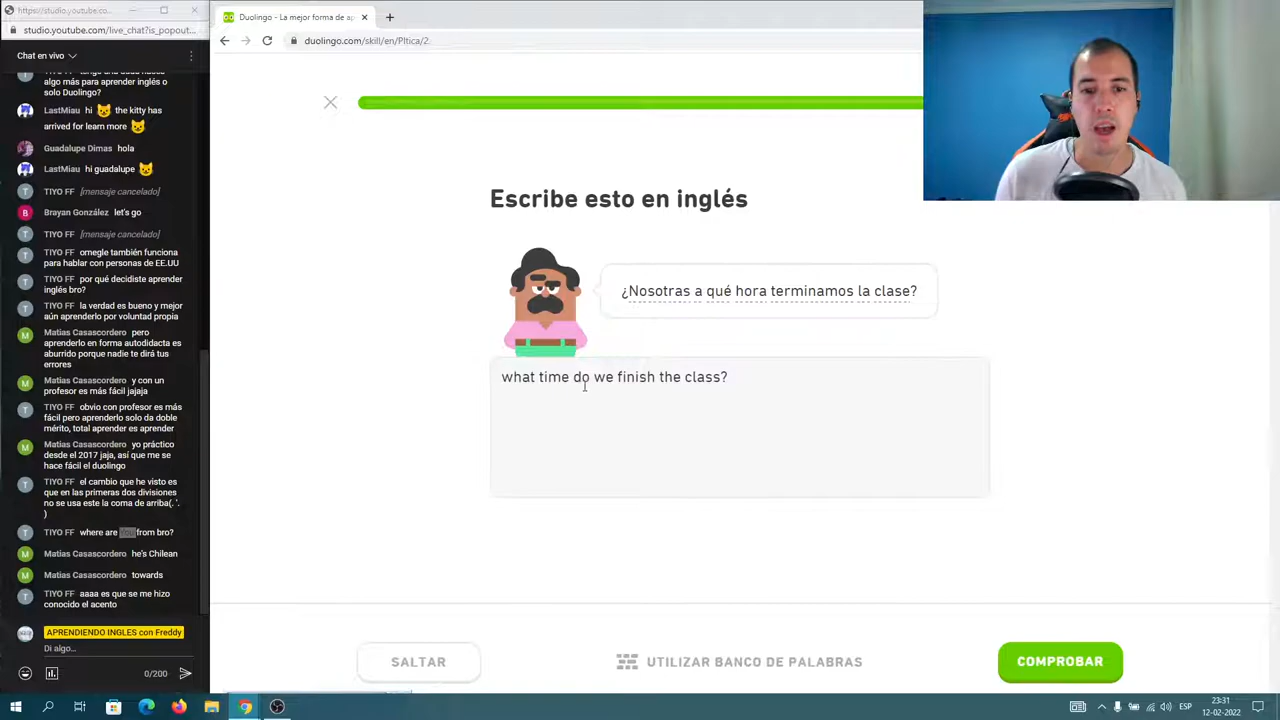 https://studio.youtube.co...
studio.youtube.com/live_chat?is_popout...
Chat en vivo
algo más para aprender inglés o
solo Duolingo?
LastMiau hi 😺 the kitty has
arrived for learn more 😺
Guadalupe Dimas hola
LastMiau hi guadalupe 😺
TIYO FF [mensaje cancelado]
B Brayan González let's go
T TIYO FF [mensaje cancelado]
T TIYO FF omegle también funciona
para hablar con personas de EE.UU
T TIYO FF por qué decidiste aprender
inglés bro?
T TIYO FF la verdad es bueno y mejor
aún aprenderlo por voluntad propia
M Matías Casascordero pero
aprenderlo en forma autodidacta es
aburrido porque nadie te dirá tus
errores
M Matías Casascordero y con un
profesor es más fácil jajaja
T TIYO FF obvio con profesor es más
fácil pero aprenderlo solo da doble
mérito, total aprender es aprender
M Matías Casascordero yo práctico
desde el 2017 jaja, así que me se
hace fácil el duolingo
T TIYO FF el cambio que he visto es
que en las primeras dos divisiones
no se usa este la coma de arriba(. '.
)
T TIYO FF where are you from bro?
M Matías Casascordero he's Chilean
M Matías Casascordero towards
T TIYO FF aaaa es que se me hizo
conocido el acento
APRENDIENDO INGLES con Freddy
Di algo...
0/200
Duolingo - La mejor forma de ap
duolingo.com/skill/en/Pltica/2
Escribe esto en inglés
¿Nosotras a qué hora terminamos la clase?
what time do we finish the class?
SALTAR
UTILIZAR BANCO DE PALABRAS
COMPROBAR
ESP
23:31
12-02-2022